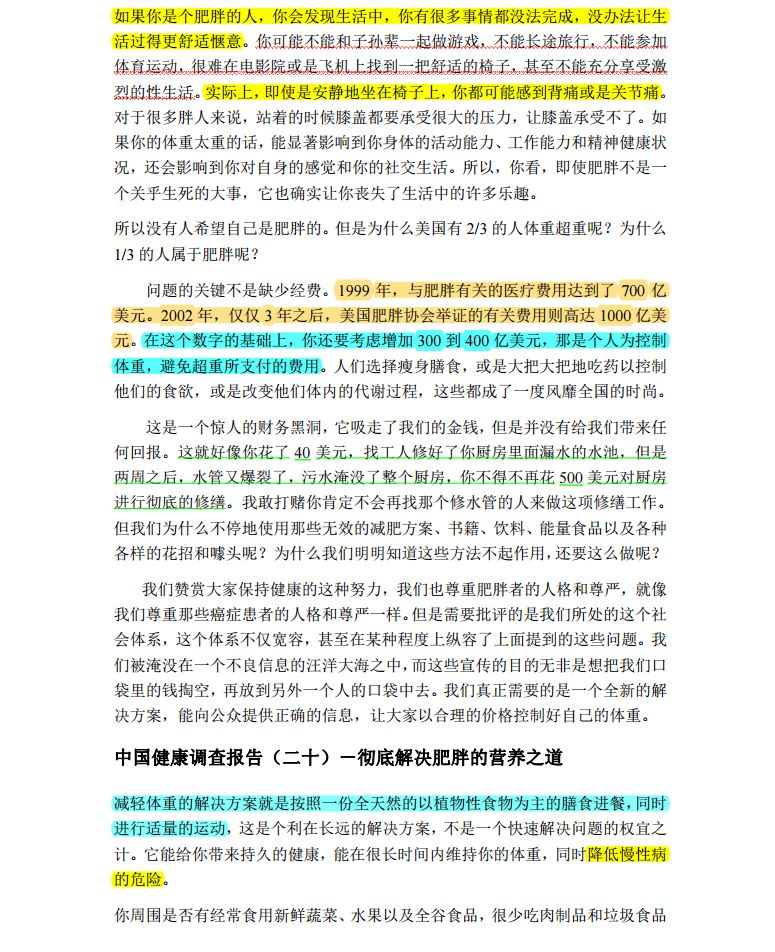 如果你是个肥胖的人，你会发现生活中，你有很多事情都没法完成，没办法让生
活过得更舒适惬意。你可能不能和子孙辈一起做游戏，不能长途旅行，不能参加
体育运动，很难在电影院或是飞机上找到一把舒适的椅子，甚至不能充分享受激
烈的性生活。实际上，即使是安静地坐在椅子上，你都可能感到背痛或是关节痛。
对于很多胖人来说，站着的时候膝盖都要承受很大的压力，让膝盖承受不了。如
果你的体重太重的话，能显著影响到你身体的活动能力、工作能力和精神健康状
况，还会影响到你对自身的感觉和你的社交生活。所以，你看，即使肥胖不是一
个关乎生死的大事，它也确实让你丧失了生活中的许多乐趣。
所以没有人希望自己是肥胖的。但是为什么美国有 2/3 的人体重超重呢？为什么
1/3 的人属于肥胖呢？
问题的关键不是缺少经费。1999 年，与肥胖有关的医疗费用达到了 700 亿
美元。2002 年，仅仅 3 年之后，美国肥胖协会举证的有关费用则高达 1000 亿美
元。在这个数字的基础上，你还要考虑增加 300 到 400 亿美元，那是个人为控制
体重，避免超重所支付的费用。人们选择瘦身膳食，或是大把大把地吃药以控制
他们的食欲，或是改变他们体内的代谢过程，这些都成了一度风靡全国的时尚。
这是一个惊人的财务黑洞，它吸走了我们的金钱，但是并没有给我们带来任
何回报。这就好像你花了 40 美元，找工人修好了你厨房里面漏水的水池，但是
两周之后，水管又爆裂了，污水淹没了整个厨房，你不得不再花 500 美元对厨房
进行彻底的修缮。我敢打赌你肯定不会再找那个修水管的人来做这项修缮工作。
但我们为什么不停地使用那些无效的减肥方案、书籍、饮料、能量食品以及各种
各样的花招和噱头呢？为什么我们明明知道这些方法不起作用，还要这么做呢？
我们赞赏大家保持健康的这种努力，我们也尊重肥胖者的人格和尊严，就像
我们尊重那些癌症患者的人格和尊严一样。但是需要批评的是我们所处的这个社
会体系，这个体系不仅宽容，甚至在某种程度上纵容了上面提到的这些问题。我
们被淹没在一个不良信息的汪洋大海之中，而这些宣传的目的无非是想把我们口
袋里的钱掏空，再放到另外一个人的口袋中去。我们真正需要的是一个全新的解
决方案，能向公众提供正确的信息，让大家以合理的价格控制好自己的体重。
中国健康调查报告（二十）－彻底解决肥胖的营养之道
减轻体重的解决方案就是按照一份全天然的以植物性食物为主的膳食进餐，同时
进行适量的运动，这是个利在长远的解决方案，不是一个快速解决问题的权宜之
计。它能给你带来持久的健康，能在很长时间内维持你的体重，同时降低慢性病
的危险。
你周围是否有经常食用新鲜蔬菜、水果以及全谷食品，很少吃肉制品和垃圾食品